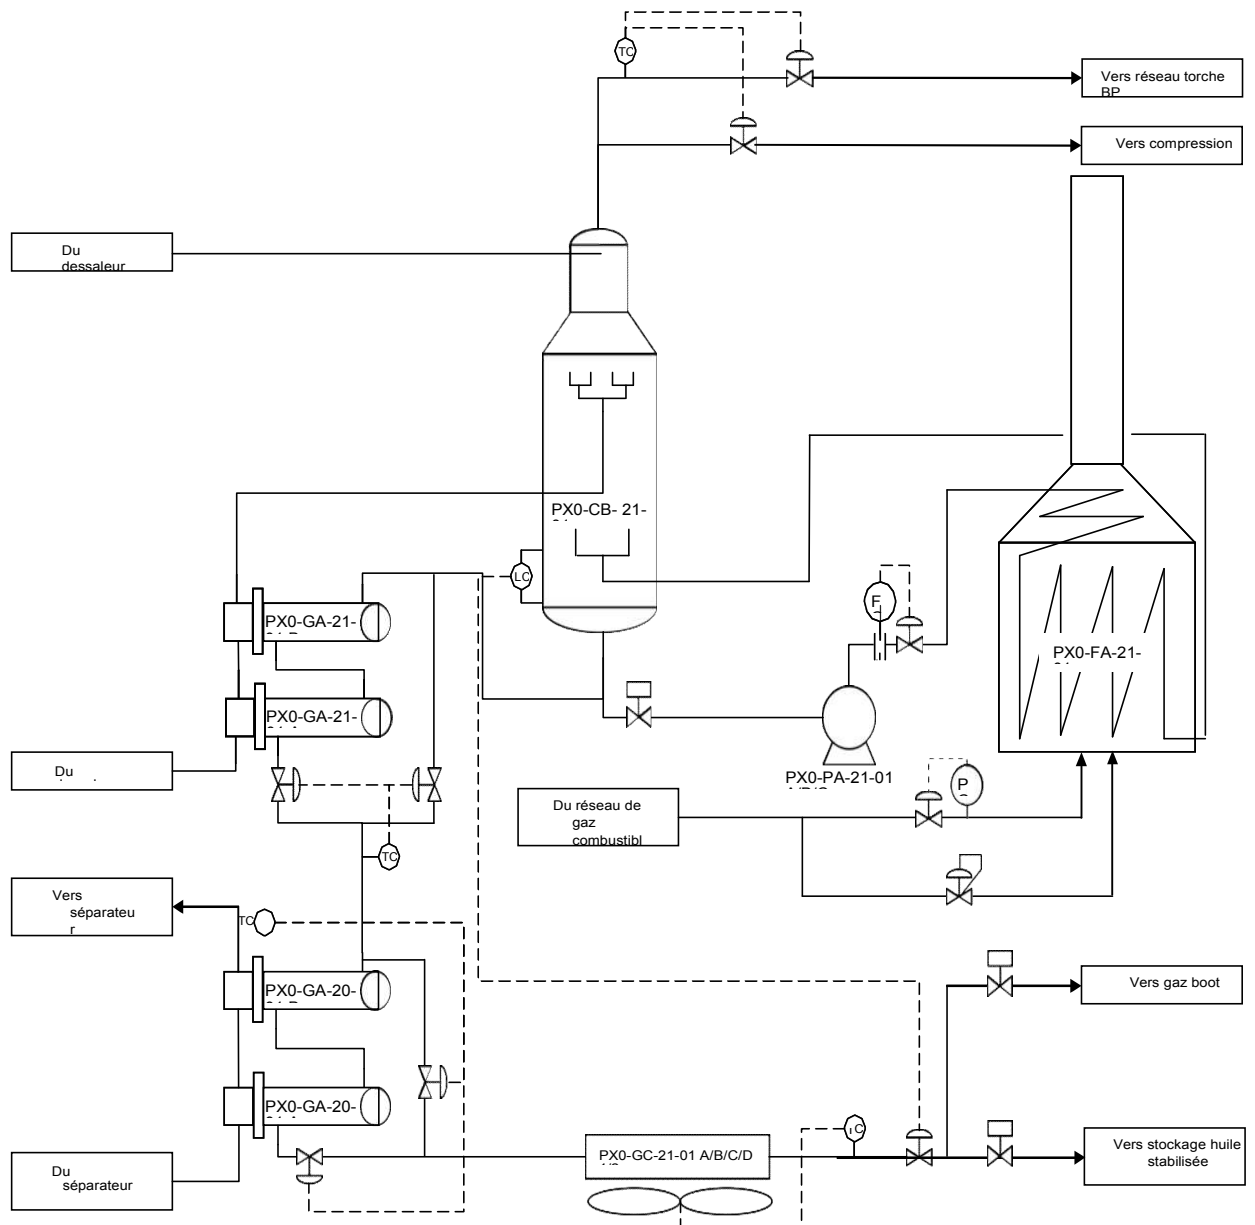 TC
Vers réseau torche
BP
Vers compression
Du
dessaleur
PX0-CB- 21-
LC
PX0-GA-21-
PX0-GA-21-
Du
PX0-FA-21-
PX0-PA-21-01
Du réseau de
gaz
combustibl
TC
Vers
séparateu
r
TC
PX0-GA-20-
PX0-GA-20-
Vers gaz boot
Du
séparateur
PX0-GC-21-01 A/B/C/D
Vers stockage huile
stabilisée